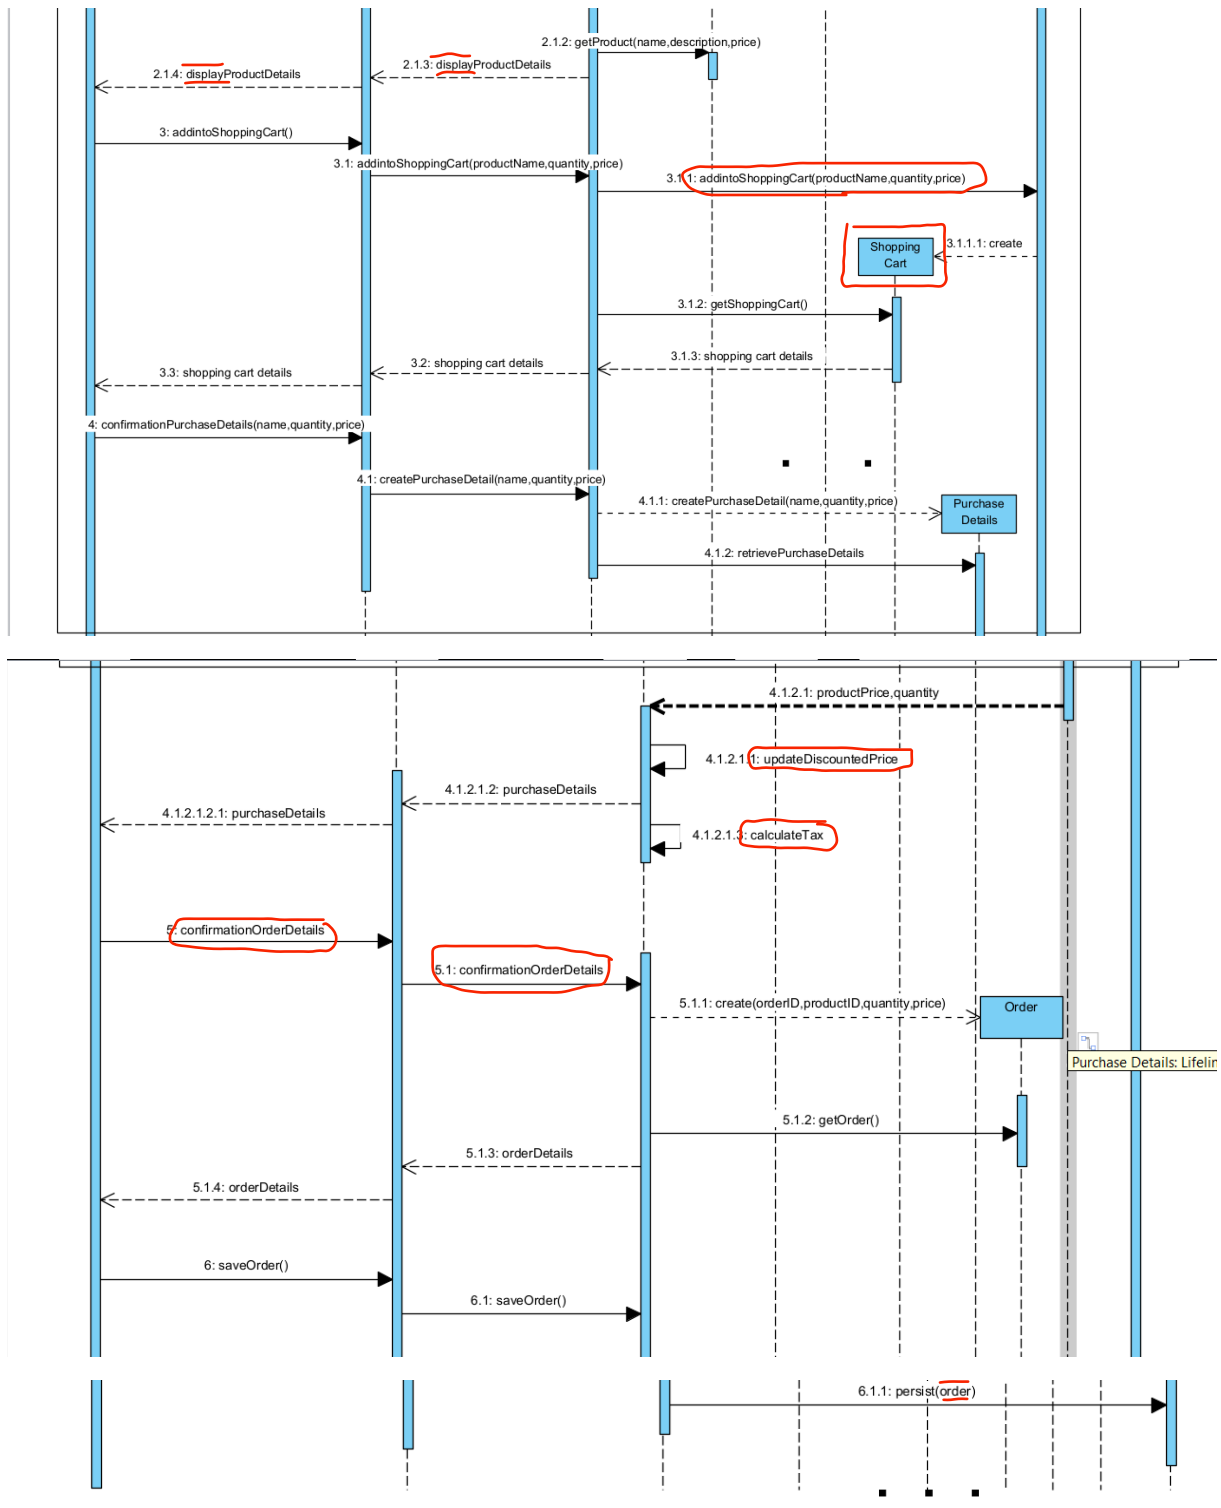 2.1.2: getProduct(name,description,price)
2.1.3: displayProductDetails
2.1.4: displayProductDetails
3: addintoShoppingCart()
3.1: addintoShoppingCart(productName,quantity,price)
3.1.1: addintoShoppingCart(productName,quantity,price)
Shopping
Cart
3.1.1.1: create
3.1.2: getShoppingCart()
3.1.3: shopping cart details
3.2: shopping cart details
3.3: shopping cart details
4: confirmationPurchaseDetails(name,quantity,price)
4.1: createPurchaseDetail(name,quantity,price)
4.1.1: createPurchaseDetail(name,quantity,price)
Purchase
Details
4.1.2: retrievePurchaseDetails
4.1.2.1: productPrice,quantity
4.1.2.1.1: updateDiscountedPrice
4.1.2.1.2: purchaseDetails
4.1.2.1.2.1: purchaseDetails
4.1.2.1.3: calculateTax
5: confirmationOrderDetails
5.1: confirmationOrderDetails
5.1.1: create(orderID,productID,quantity,price)
Order
Purchase Details: Lifelin
5.1.2: getOrder()
5.1.3: orderDetails
5.1.4: orderDetails
6: saveOrder()
6.1: saveOrder()
6.1.1: persist(order)